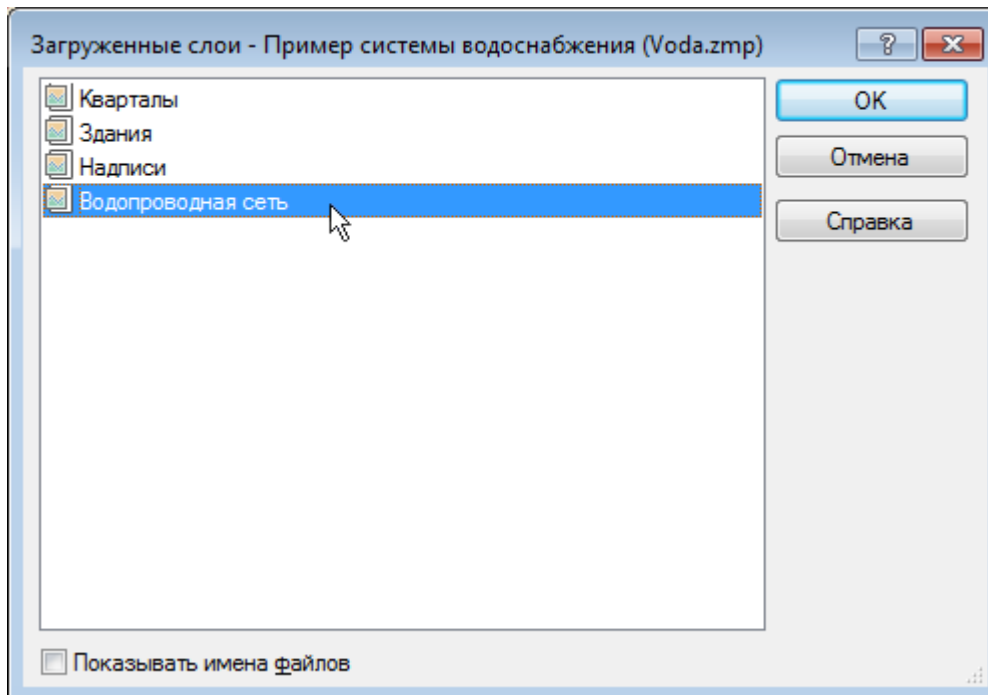 Загруженные слои - Пример системы водоснабжения (Voda.zmp)
Кварталы
Здания
Надписи
Водопроводная сеть
OK
Отмена
Справка
Показывать имена файлов